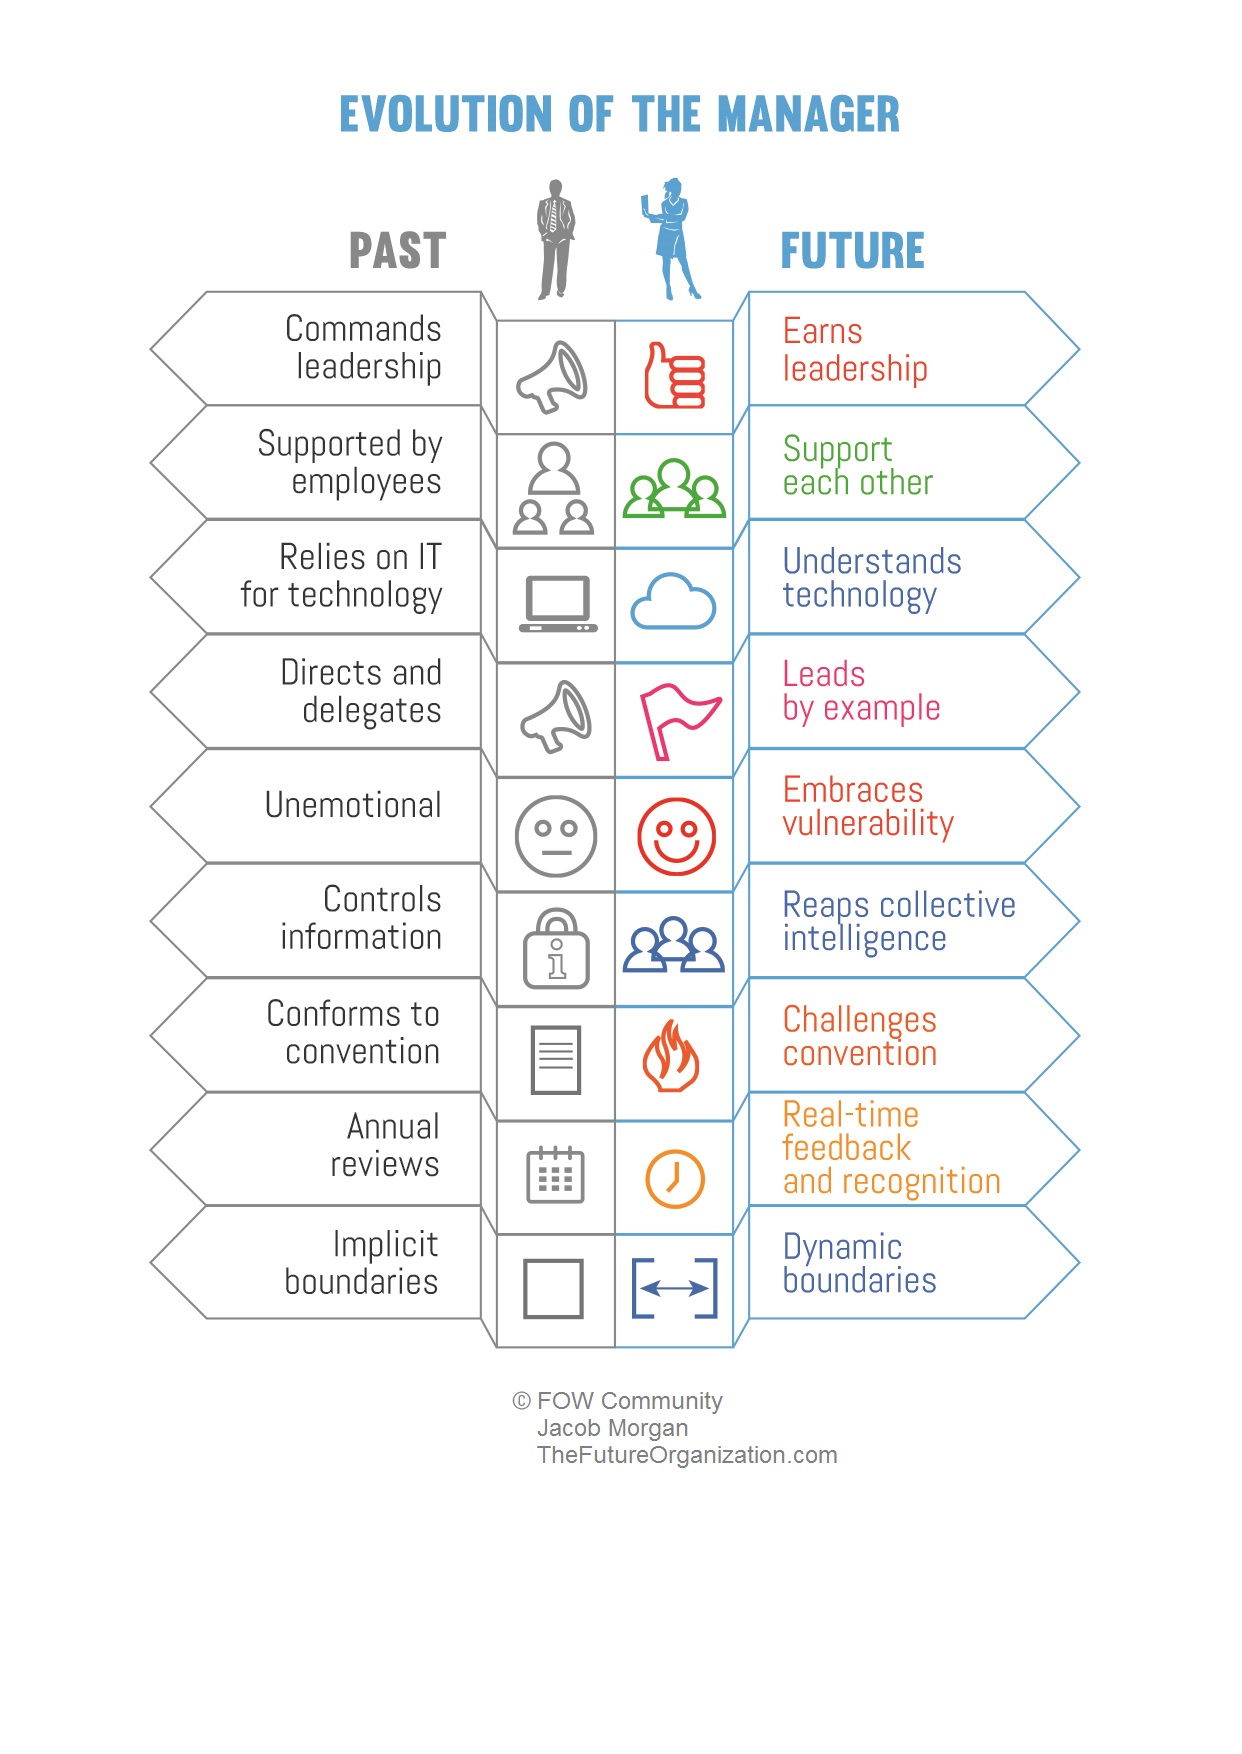 EVOLUTION OF THE MANAGER
PAST
FUTURE
Commands
leadership
Earns
leadership
Supported by
employees
Support
each other
Relies on IT
for technology
Understands
technology
Directs and
delegates
Leads
by example
Unemotional
Embraces
vulnerability
Controls
information
i
Reaps collective
intelligence
Conforms to
convention
Challenges
convention
Annual
reviews
Real-time
feedback
and recognition
Implicit
boundaries
Dynamic
boundaries
© FOW Community
Jacob Morgan
TheFutureOrganization.com